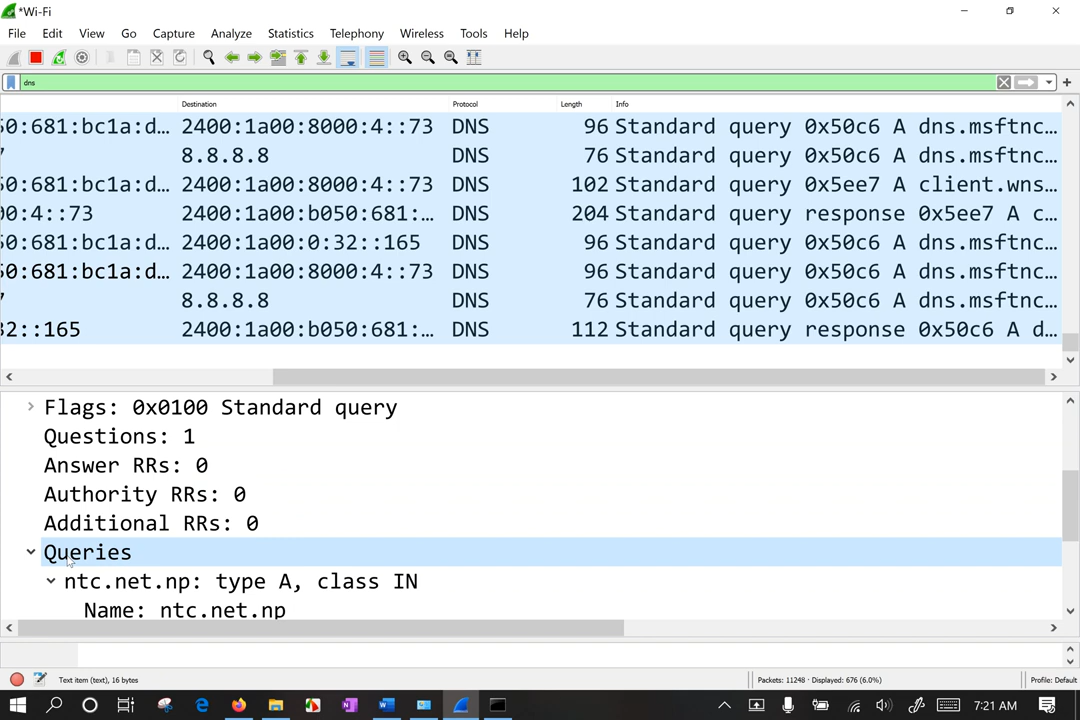 *Wi-Fi
File Edit View Go Capture Analyze Statistics Telephony Wireless Tools Help
dns
Destination Protocol Length Info
50:681:bc1a:d… 2400:1a00:8000:4::73 DNS 96 Standard query 0x50c6 A dns.msftnc…
7 8.8.8.8 DNS 76 Standard query 0x50c6 A dns.msftnc…
50:681:bc1a:d… 2400:1a00:8000:4::73 DNS 102 Standard query 0x5ee7 A client.wns…
00:4::73 2400:1a00:b050:681:… DNS 204 Standard query response 0x5ee7 A c…
50:681:bc1a:d… 2400:1a00:0:32::165 DNS 96 Standard query 0x50c6 A dns.msftnc…
50:681:bc1a:d… 2400:1a00:8000:4::73 DNS 96 Standard query 0x50c6 A dns.msftnc…
7 8.8.8.8 DNS 76 Standard query 0x50c6 A dns.msftnc…
32::165 2400:1a00:b050:681:… DNS 112 Standard query response 0x50c6 A d…
Flags: 0x0100 Standard query
Questions: 1
Answer RRs: 0
Authority RRs: 0
Additional RRs: 0
Queries
ntc.net.np: type A, class IN
Name: ntc.net.np
Text item (text), 16 bytes Packets: 11248 · Displayed: 676 (6.0%) Profile: Default
7:21 AM